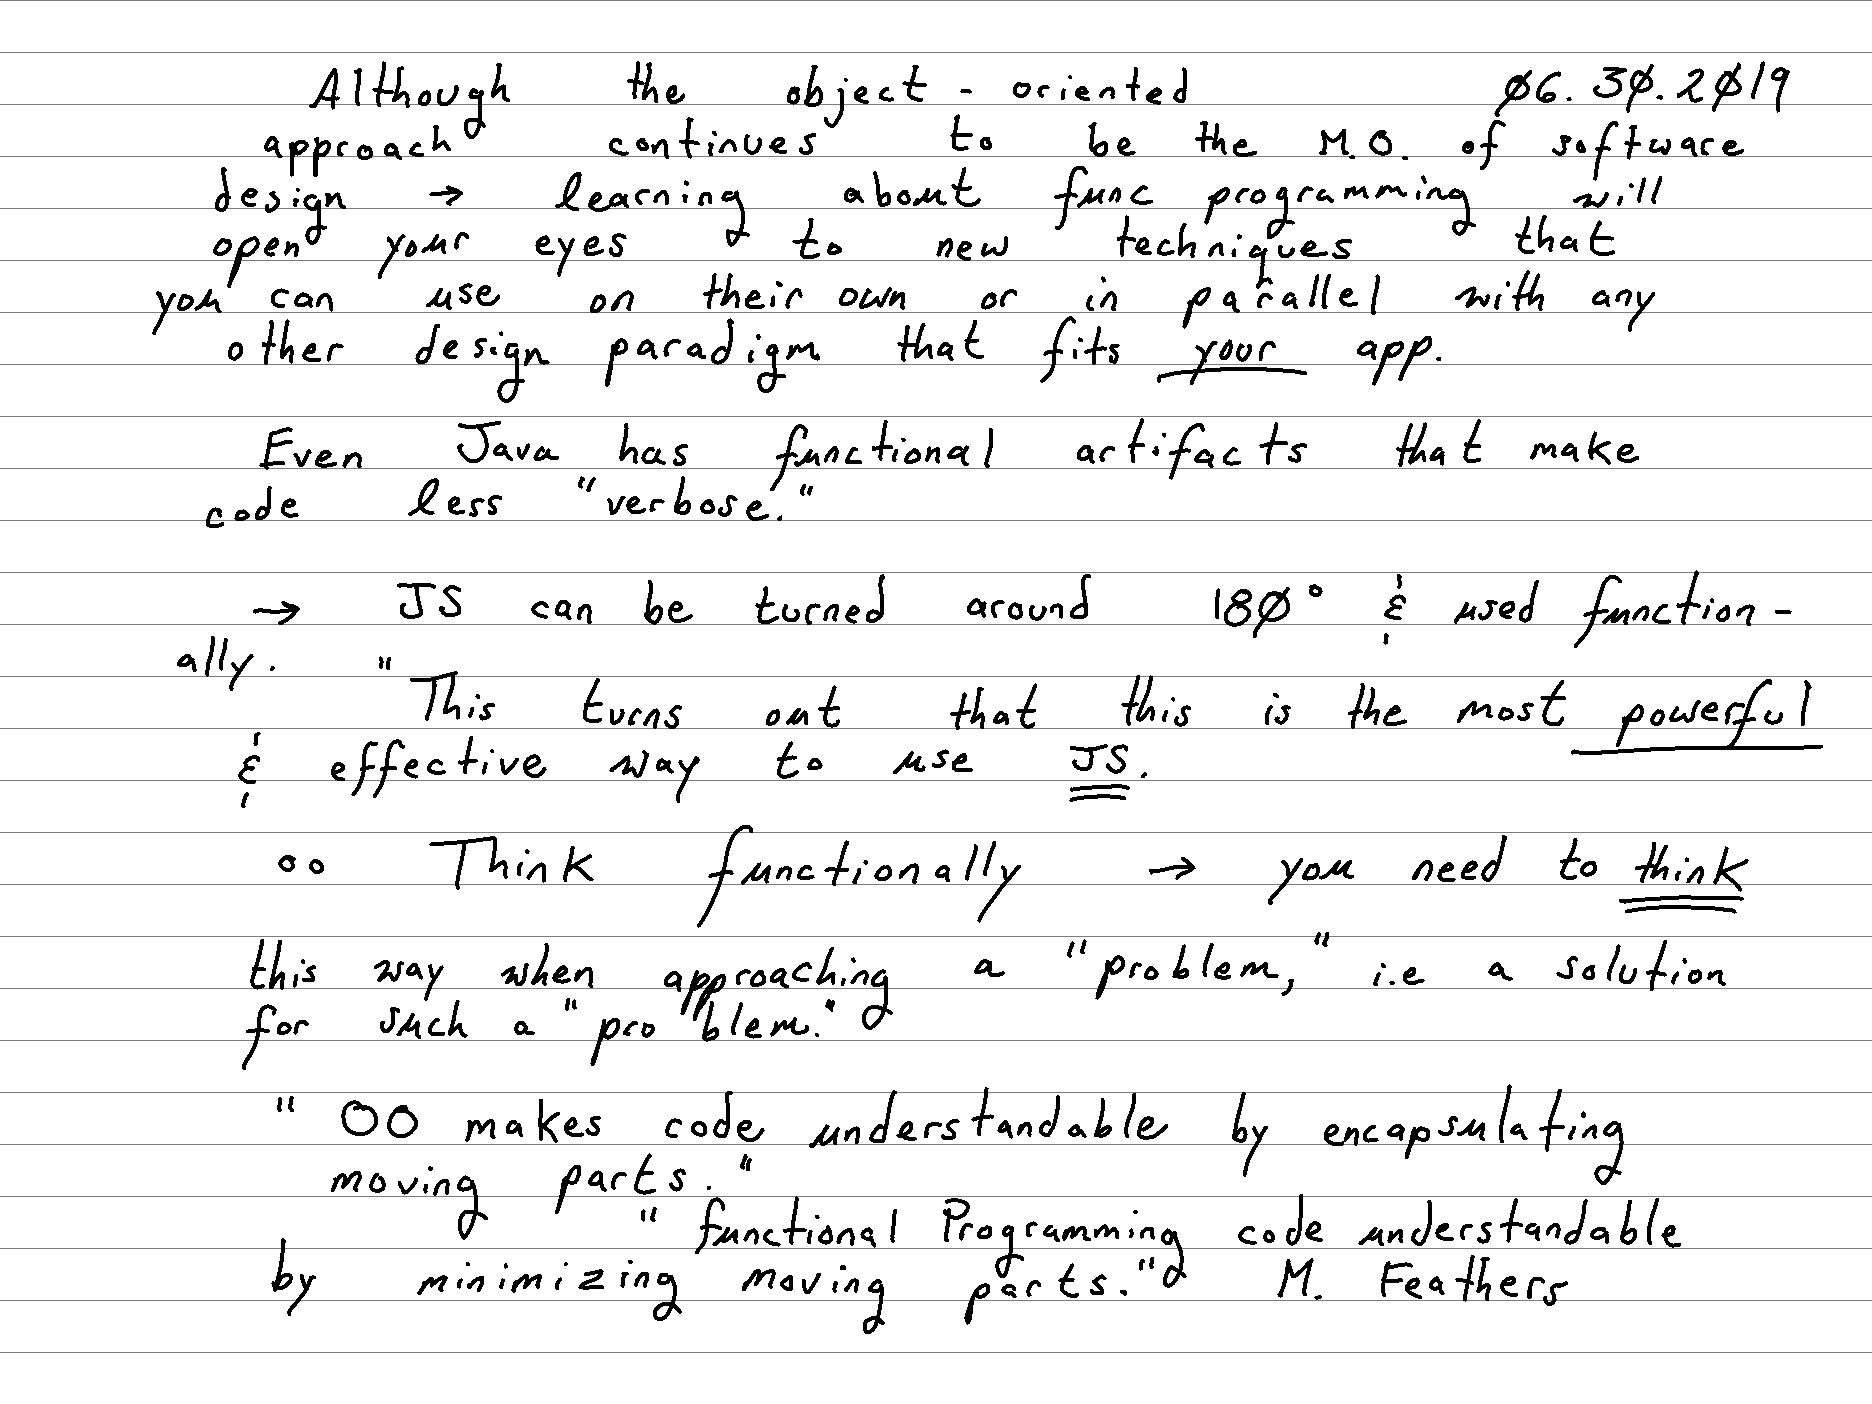 Although the object-oriented 06.30.2019
approach continues to be the M.O. of software
design → learning about func programming will
open your eyes to new techniques that
you can use on their own or in parallel with any
other design paradigm that fits your app.
Even Java has functional artifacts that make
code less "verbose."
→ JS can be turned around 180° & used function-
ally. "This turns out that this is the most powerful
& effective way to use JS.
oo Think functionally → you need to think
this way when approaching a "problem," i.e a solution
for such a "problem."
"OO makes code understandable by encapsulating
moving parts."
"functional Programming code understandable
by minimizing moving parts." M. Feathers